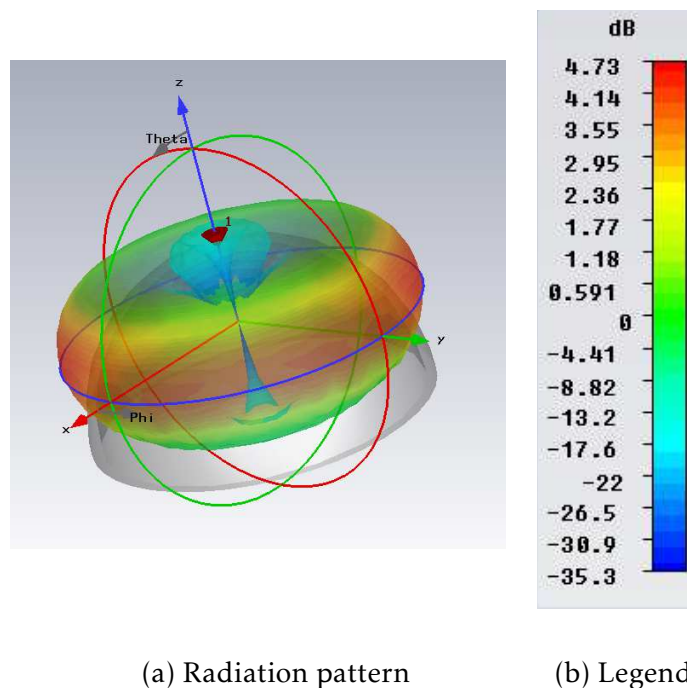 z
Theta
1
y
x
Phi
dB
4.73
4.14
3.55
2.95
2.36
1.77
1.18
0.591
0
-4.41
-8.82
-13.2
-17.6
-22
-26.5
-30.9
-35.3
(a) Radiation pattern
(b) Legend